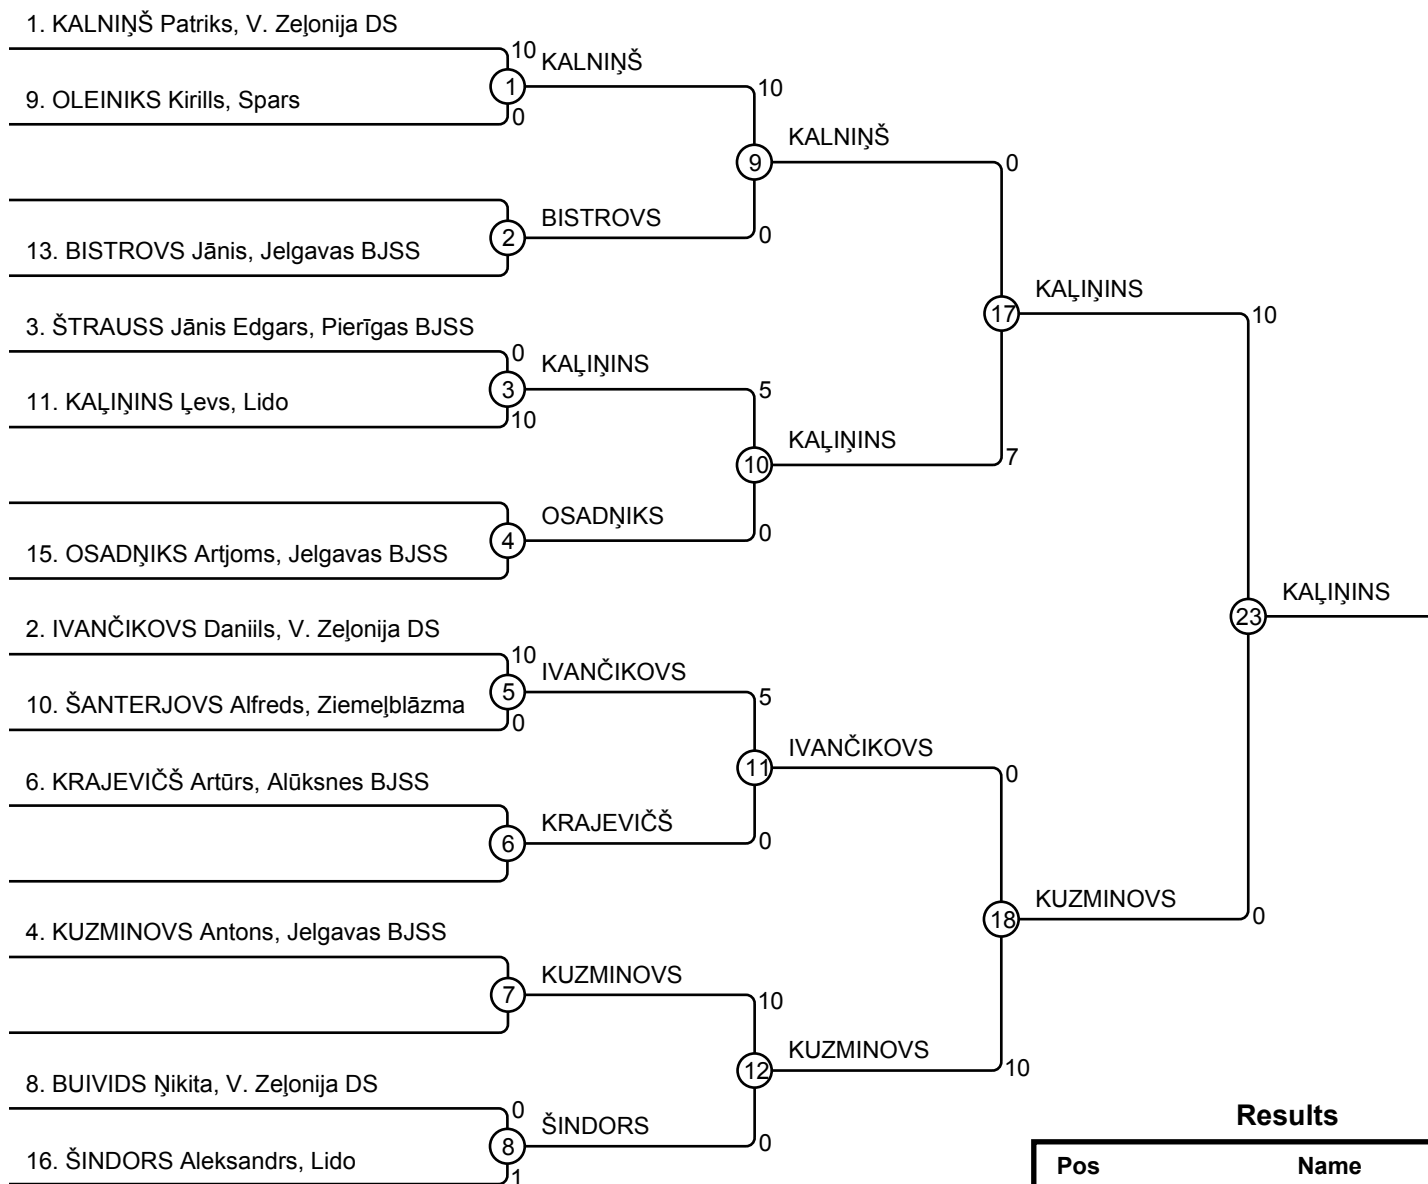 1. KALNIŅŠ Patriks, V. Zeļonija DS
10
KALNIŅŠ
1
10
9. OLEINIKS Kirills, Spars
0
KALNIŅŠ
9
0
BISTROVS
2
0
13. BISTROVS Jānis, Jelgavas BJSS
KAĻIŅINS
17
10
3. ŠTRAUSS Jānis Edgars, Pierīgas BJSS
0
KAĻIŅINS
3
5
11. KAĻIŅINS Ļevs, Lido
10
KAĻIŅINS
10
7
OSADŅIKS
4
0
15. OSADŅIKS Artjoms, Jelgavas BJSS
KAĻIŅINS
23
2. IVANČIKOVS Daniils, V. Zeļonija DS
10
IVANČIKOVS
5
5
10. ŠANTERJOVS Alfreds, Ziemeļblāzma
0
IVANČIKOVS
11
0
6. KRAJEVIČŠ Artūrs, Alūksnes BJSS
KRAJEVIČŠ
6
0
KUZMINOVS
18
0
4. KUZMINOVS Antons, Jelgavas BJSS
KUZMINOVS
7
10
KUZMINOVS
12
10
8. BUIVIDS Ņikita, V. Zeļonija DS
0
ŠINDORS
8
0
16. ŠINDORS Aleksandrs, Lido
1
Results
Pos Name